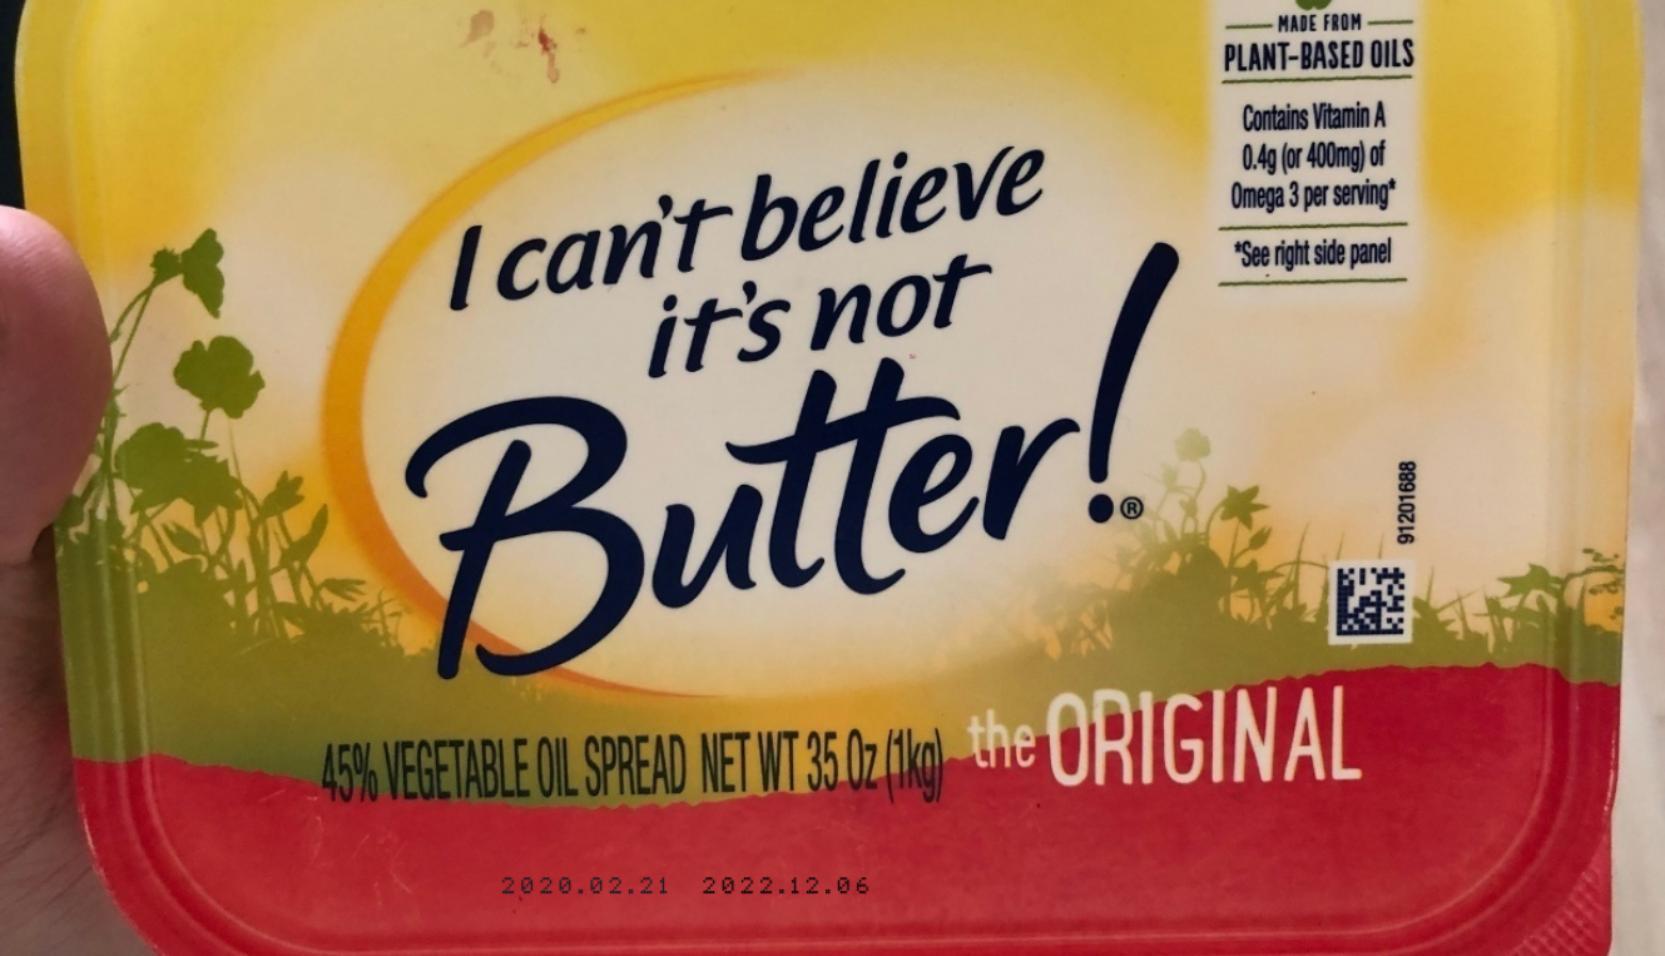 MADE FROM
PLANT-BASED OILS
Contains Vitamin A
0.4g (or 400mg) of
Omega 3 per serving*
*See right side panel
I can't believe
it's not
Butter!®
91201688
the ORIGINAL
45% VEGETABLE OIL SPREAD NET WT 35 Oz (1kg)
2020.02.21 2022.12.06